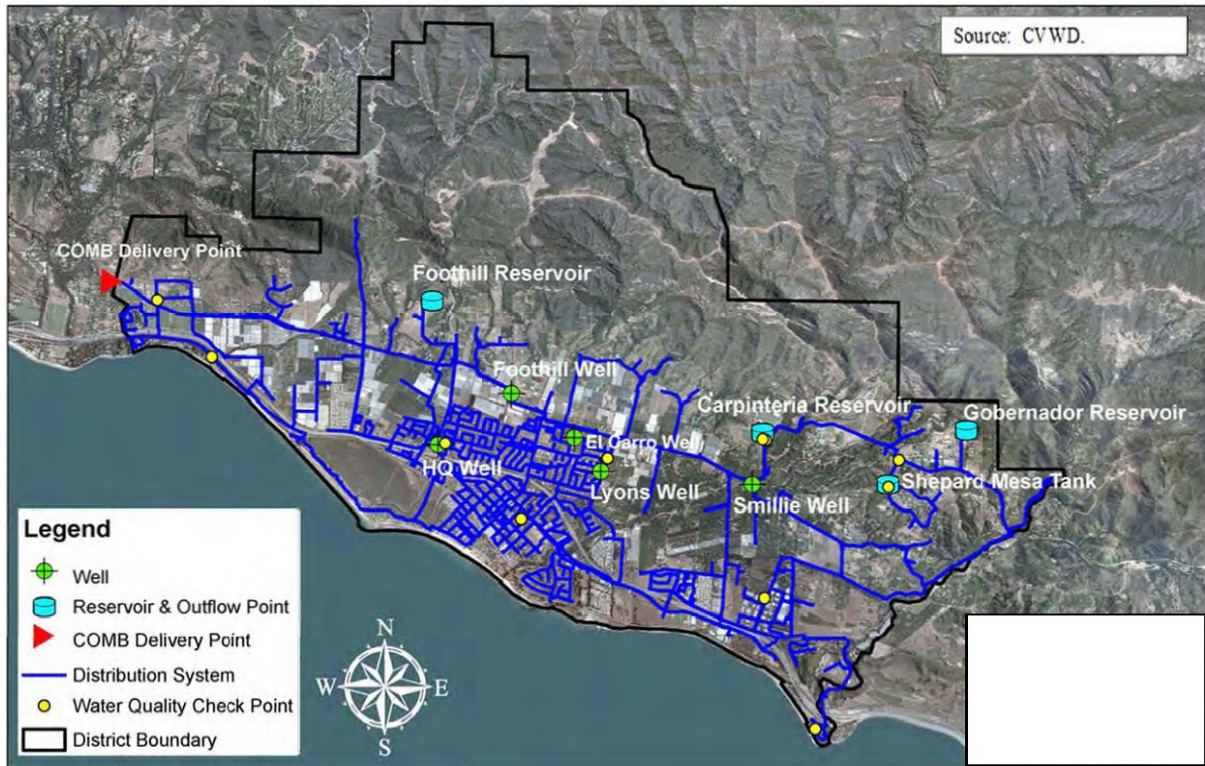 Source: CVWD.
COMB Delivery Point
Foothill Reservoir
Foothill Well
Carpinteria Reservoir
Gobernador Reservoir
El Carro Well
HQ Well
Lyons Well
Smillie Well
Shepard Mesa Tank
Legend
Well
Reservoir & Outflow Point
COMB Delivery Point
Distribution System
Water Quality Check Point
District Boundary
N
W E
S